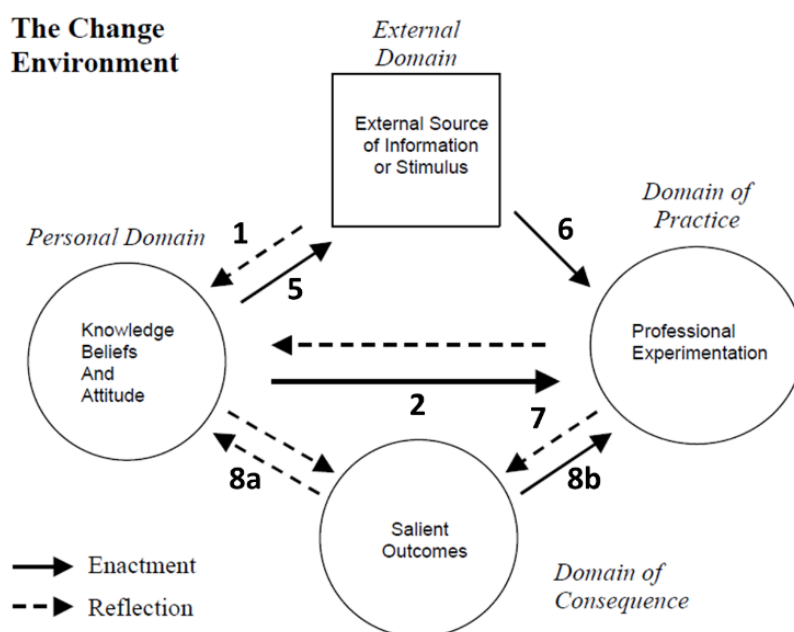 The Change
Environment
External
Domain
External Source
of Information
or Stimulus
Domain of
Practice
Personal Domain
1
6
5
Knowledge
Beliefs
And
Attitude
Professional
Experimentation
2
7
8a
8b
Salient
Outcomes
Enactment
Reflection
Domain of
Consequence